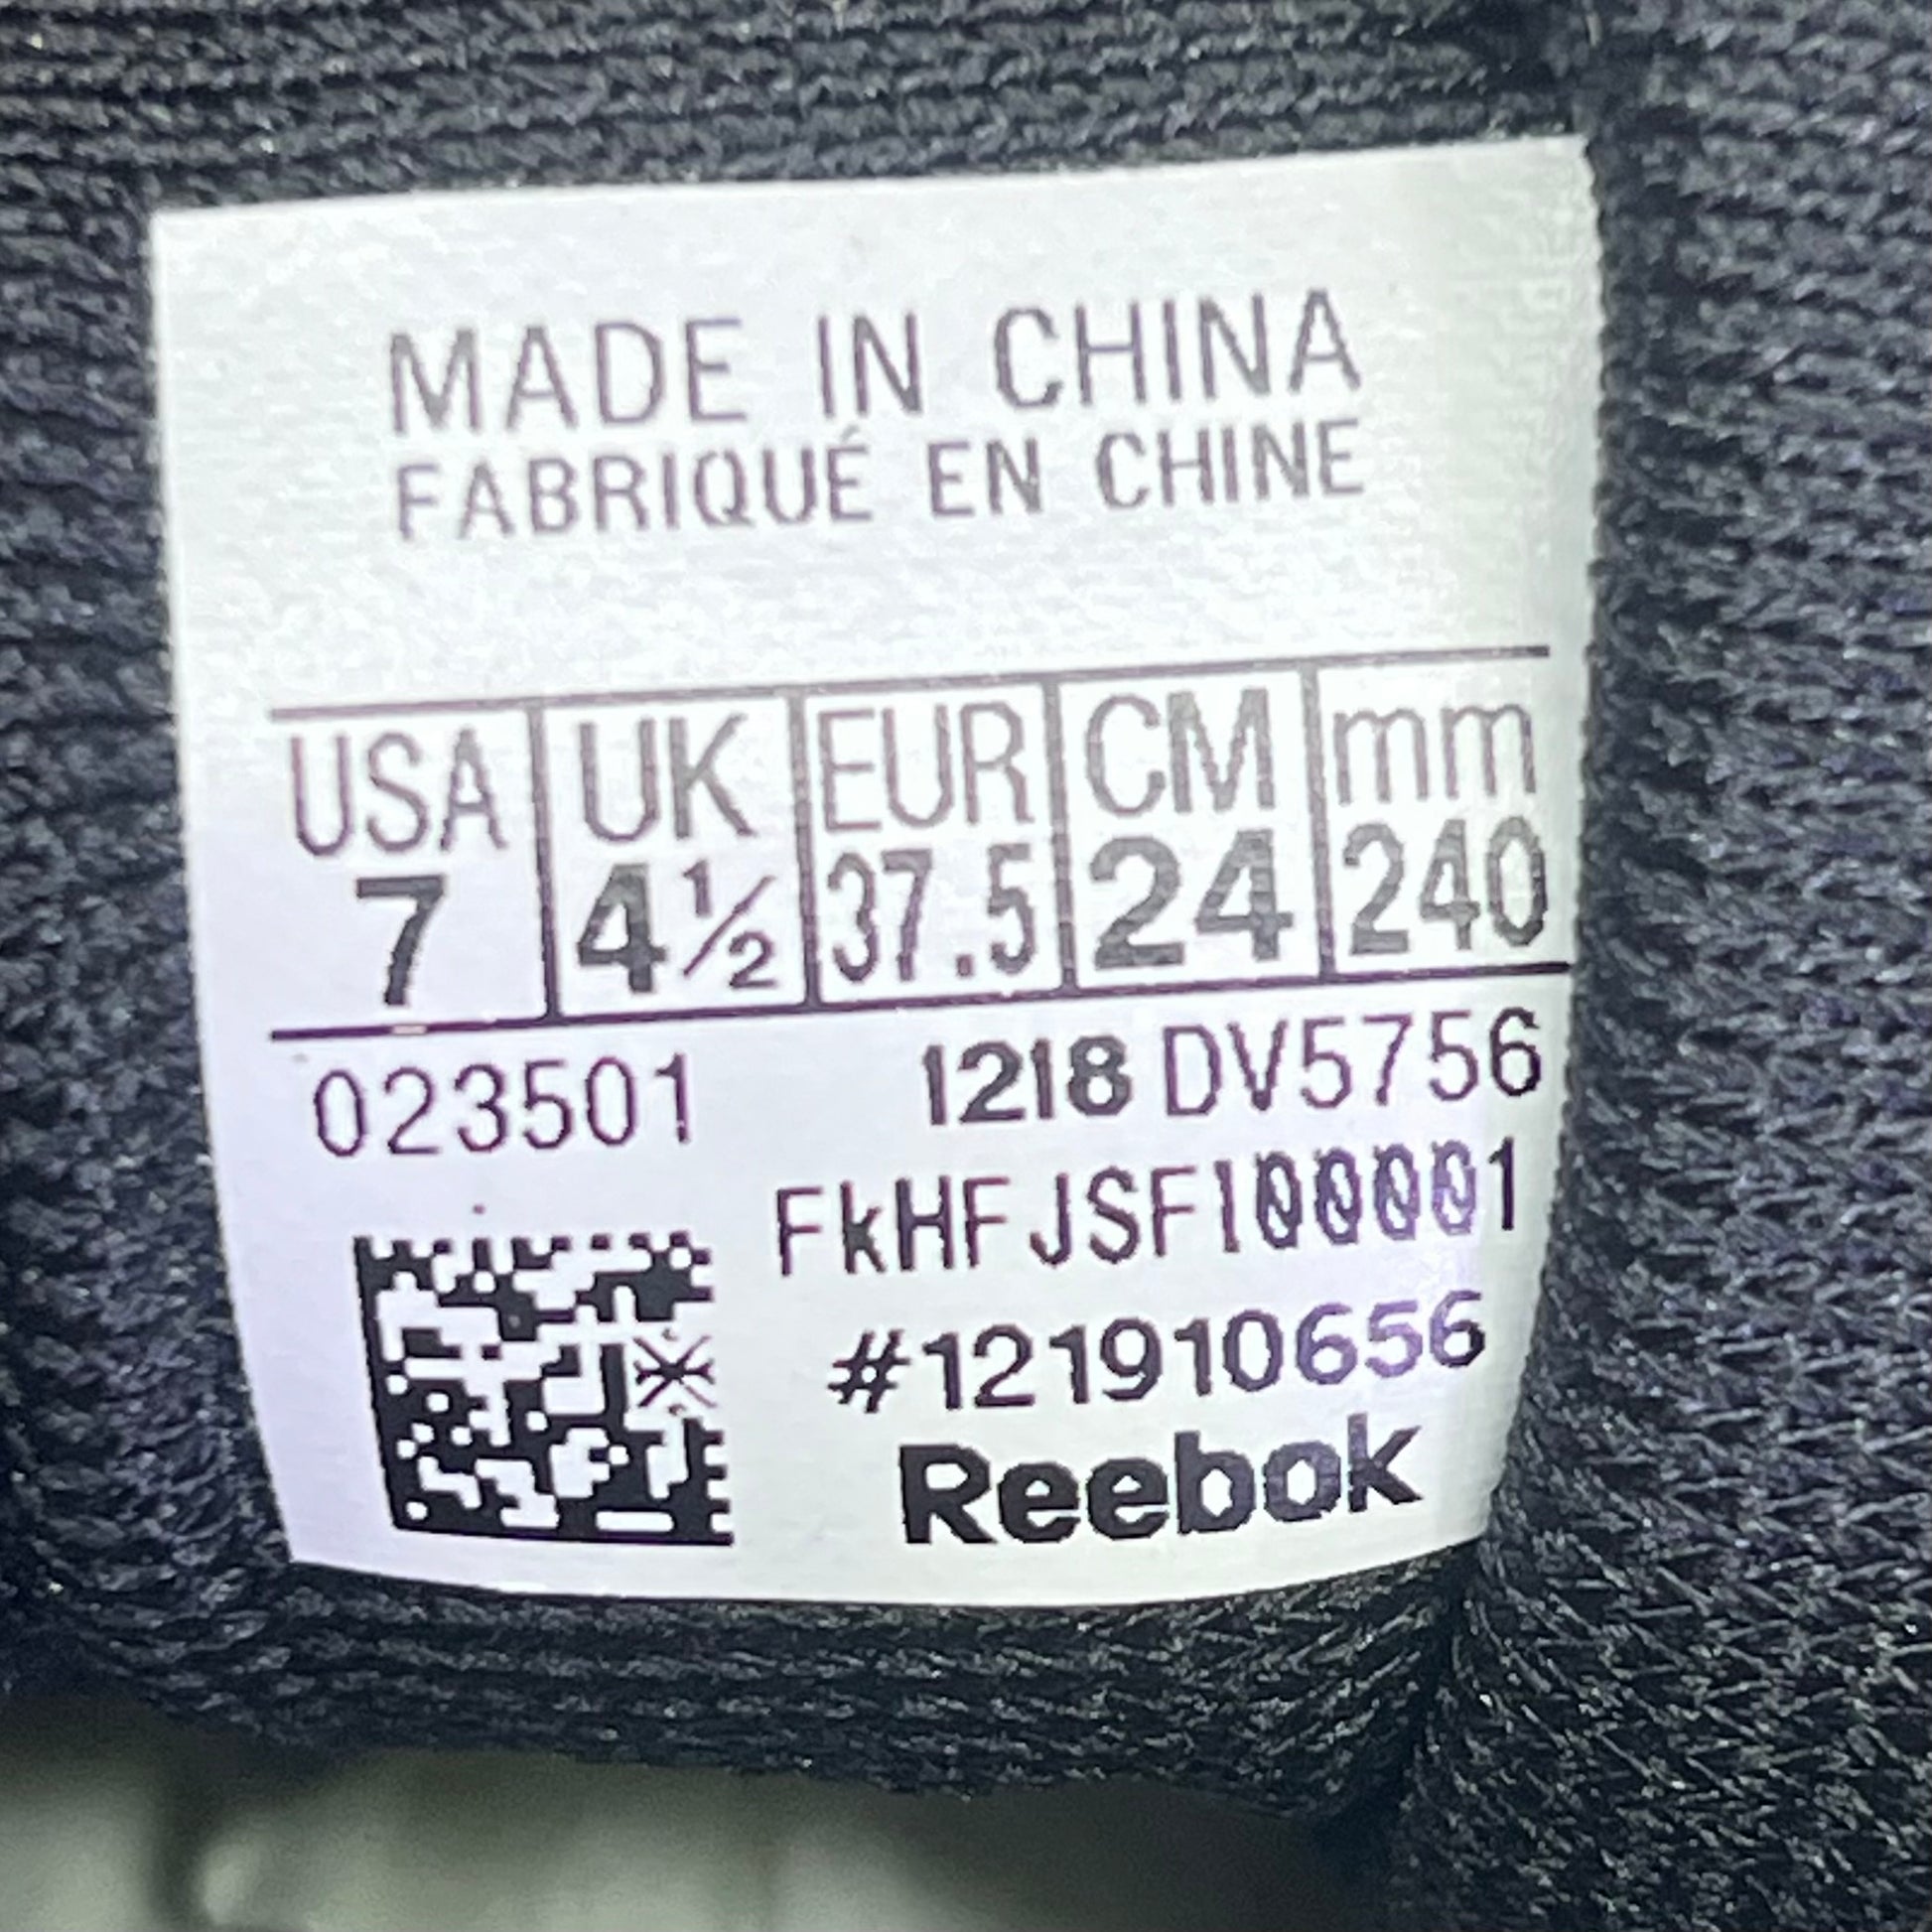 MADE IN CHINA
FABRIQUÉ EN CHINE
USA UK EUR CM mm
7 4½ 37.5 24 240
023501 1218 DV5756
FkHFJSFI00001
#121910656
Reebok